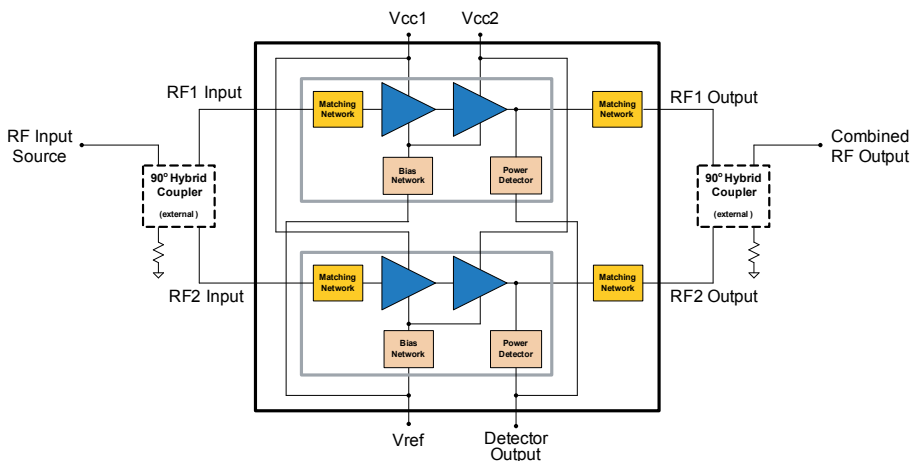 Vcc1
Vcc2
RF1 Input
Matching
Network
Matching
Network
RF1 Output
RF Input
Source
Combined
RF Output
90° Hybrid
Coupler
(external )
Bias
Network
Power
Detector
90° Hybrid
Coupler
(external )
RF2 Input
Matching
Network
Matching
Network
RF2 Output
Bias
Network
Power
Detector
Vref
Detector
Output